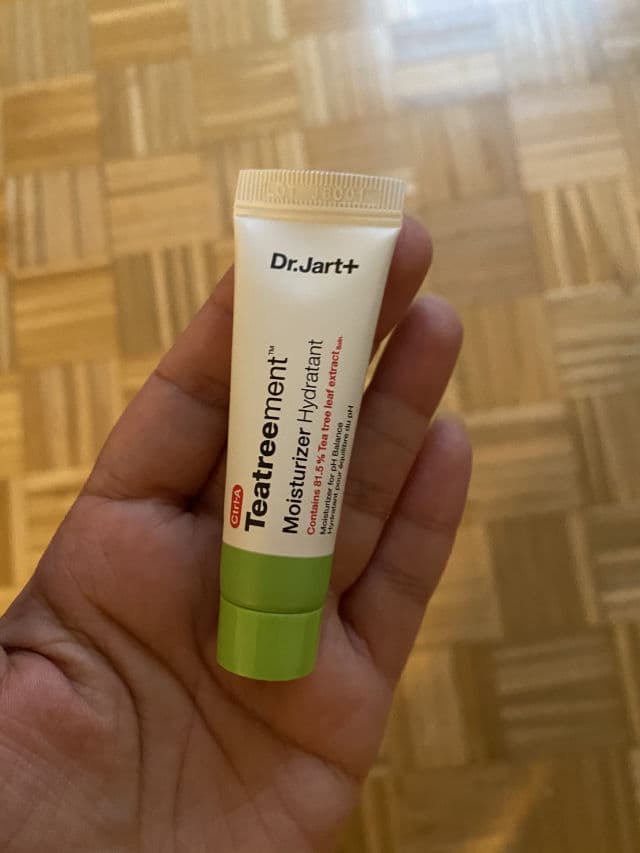 Dr.Jart+
Ctrl-A
Teatreement™
Moisturizer Hydratant
Contains 81.5% Tea tree leaf extract
Moisturizer for pH Balance
Hydratant pour équilibre du pH